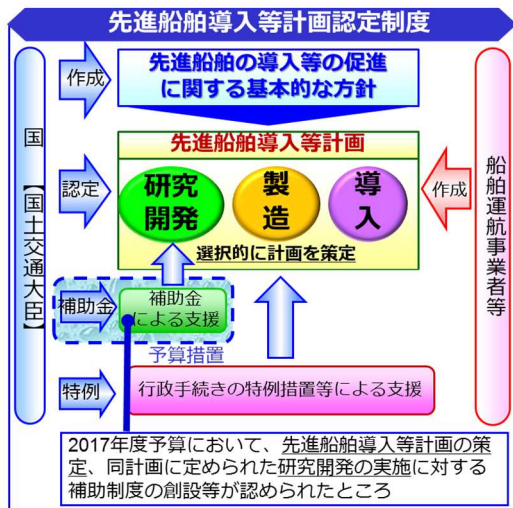 先進船舶導入等計画認定制度
作成
先進船舶の導入等の促進
に関する基本的な方針
国【国土交通大臣】
先進船舶導入等計画
認定
研究
開発
製
造
導
入
作成
船舶運航事業者等
選択的に計画を策定
補助金
補助金
による支援
予算措置
特例
行政手続きの特例措置等による支援
2017年度予算において、先進船舶導入等計画の策
定、同計画に定められた研究開発の実施に対する
補助制度の創設等が認められたところ